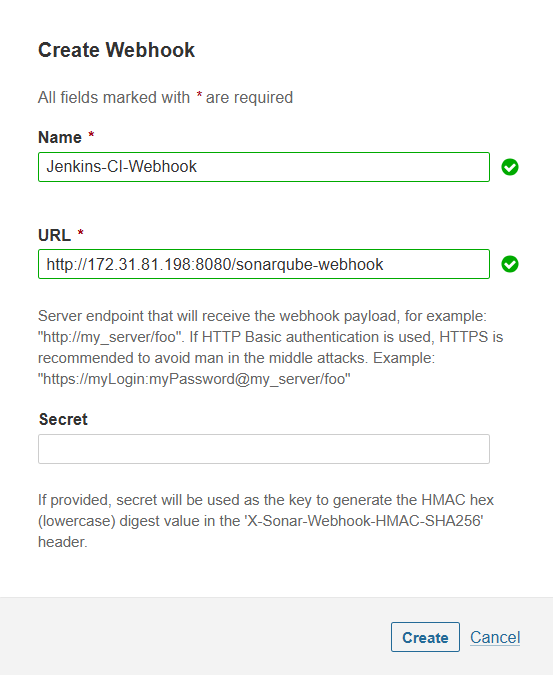 Create Webhook
All fields marked with * are required
Name *
Jenkins-CI-Webhook
URL *
http://172.31.81.198:8080/sonarqube-webhook
Server endpoint that will receive the webhook payload, for example:
"http://my_server/foo". If HTTP Basic authentication is used, HTTPS is
recommended to avoid man in the middle attacks. Example:
"https://myLogin:myPassword@my_server/foo"
Secret
If provided, secret will be used as the key to generate the HMAC hex
(lowercase) digest value in the 'X-Sonar-Webhook-HMAC-SHA256'
header.
Create Cancel